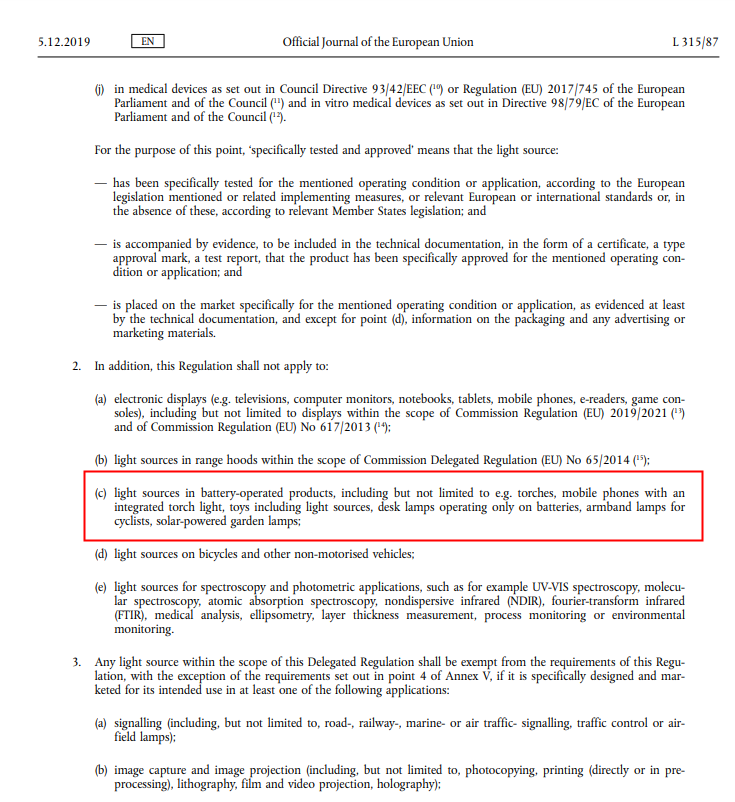 5.12.2019
EN
Official Journal of the European Union
L 315/87
(j) in medical devices as set out in Council Directive 93/42/EEC (¹⁰) or Regulation (EU) 2017/745 of the European
Parliament and of the Council (¹¹) and in vitro medical devices as set out in Directive 98/79/EC of the European
Parliament and of the Council (¹²).
For the purpose of this point, ‘specifically tested and approved’ means that the light source:
— has been specifically tested for the mentioned operating condition or application, according to the European
legislation mentioned or related implementing measures, or relevant European or international standards or, in
the absence of these, according to relevant Member States legislation; and
— is accompanied by evidence, to be included in the technical documentation, in the form of a certificate, a type
approval mark, a test report, that the product has been specifically approved for the mentioned operating con-
dition or application; and
— is placed on the market specifically for the mentioned operating condition or application, as evidenced at least
by the technical documentation, and except for point (d), information on the packaging and any advertising or
marketing materials.
2. In addition, this Regulation shall not apply to:
(a) electronic displays (e.g. televisions, computer monitors, notebooks, tablets, mobile phones, e-readers, game con-
soles), including but not limited to displays within the scope of Commission Regulation (EU) 2019/2021 (¹³)
and of Commission Regulation (EU) No 617/2013 (¹⁴);
(b) light sources in range hoods within the scope of Commission Delegated Regulation (EU) No 65/2014 (¹⁵);
(c) light sources in battery-operated products, including but not limited to e.g. torches, mobile phones with an
integrated torch light, toys including light sources, desk lamps operating only on batteries, armband lamps for
cyclists, solar-powered garden lamps;
(d) light sources on bicycles and other non-motorised vehicles;
(e) light sources for spectroscopy and photometric applications, such as for example UV-VIS spectroscopy, molecu-
lar spectroscopy, atomic absorption spectroscopy, nondispersive infrared (NDIR), fourier-transform infrared
(FTIR), medical analysis, ellipsometry, layer thickness measurement, process monitoring or environmental
monitoring.
3. Any light source within the scope of this Delegated Regulation shall be exempt from the requirements of this Regu-
lation, with the exception of the requirements set out in point 4 of Annex V, if it is specifically designed and mar-
keted for its intended use in at least one of the following applications:
(a) signalling (including, but not limited to, road-, railway-, marine- or air traffic- signalling, traffic control or air-
field lamps);
(b) image capture and image projection (including, but not limited to, photocopying, printing (directly or in pre-
processing), lithography, film and video projection, holography);